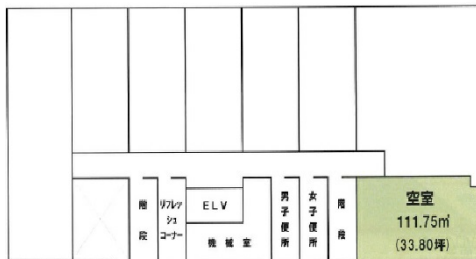 階段
リフレッシュコーナー
ELV
機械室
男子便所
女子便所
階段
空室
111.75㎡
(33.80坪)